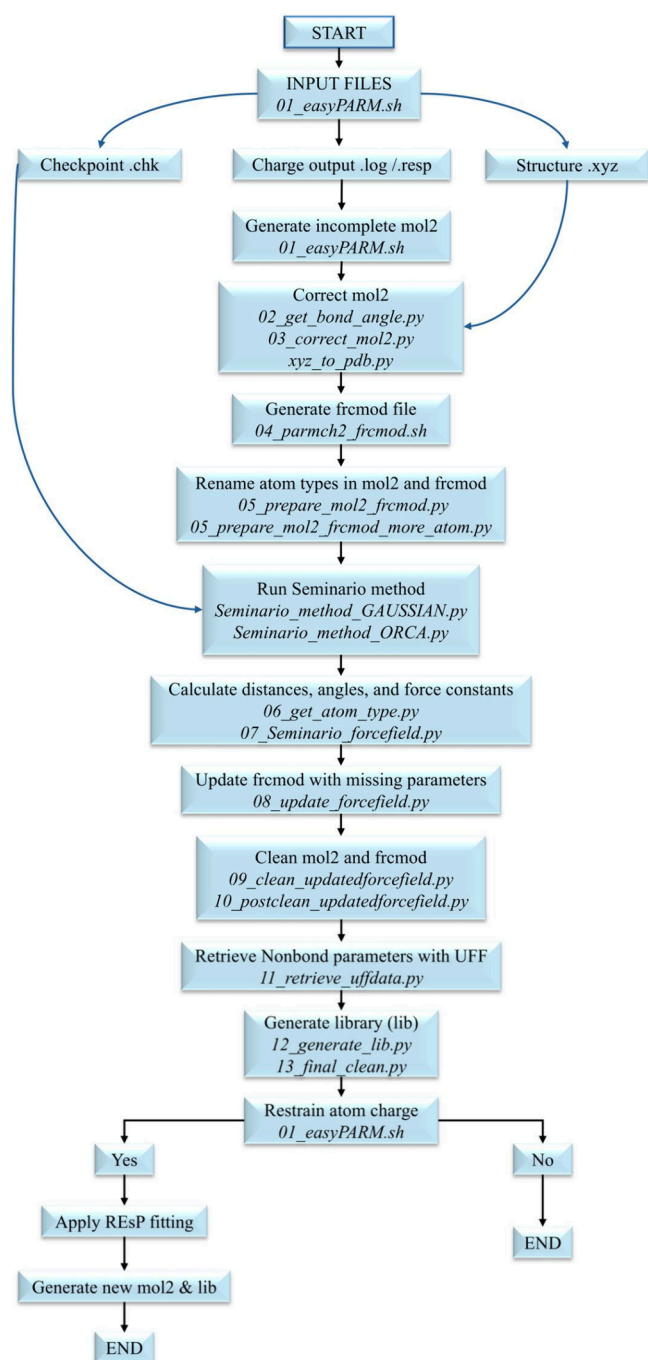 START
INPUT FILES
01_easyPARM.sh
Checkpoint .chk
Charge output .log /.resp
Structure .xyz
Generate incomplete mol2
01_easyPARM.sh
Correct mol2
02_get_bond_angle.py
03_correct_mol2.py
xyz_to_pdb.py
Generate frcmod file
04_parmch2_frcmod.sh
Rename atom types in mol2 and frcmod
05_prepare_mol2_frcmod.py
05_prepare_mol2_frcmod_more_atom.py
Run Seminario method
Seminario_method_GAUSSIAN.py
Seminario_method_ORCA.py
Calculate distances, angles, and force constants
06_get_atom_type.py
07_Seminario_forcefield.py
Update frcmod with missing parameters
08_update_forcefield.py
Clean mol2 and frcmod
09_clean_updatedforcefield.py
10_postclean_updatedforcefield.py
Retrieve Nonbond parameters with UFF
11_retrieve_uffdata.py
Generate library (lib)
12_generate_lib.py
13_final_clean.py
Restrain atom charge
01_easyPARM.sh
Yes
No
Apply REsP fitting
END
Generate new mol2 & lib
END